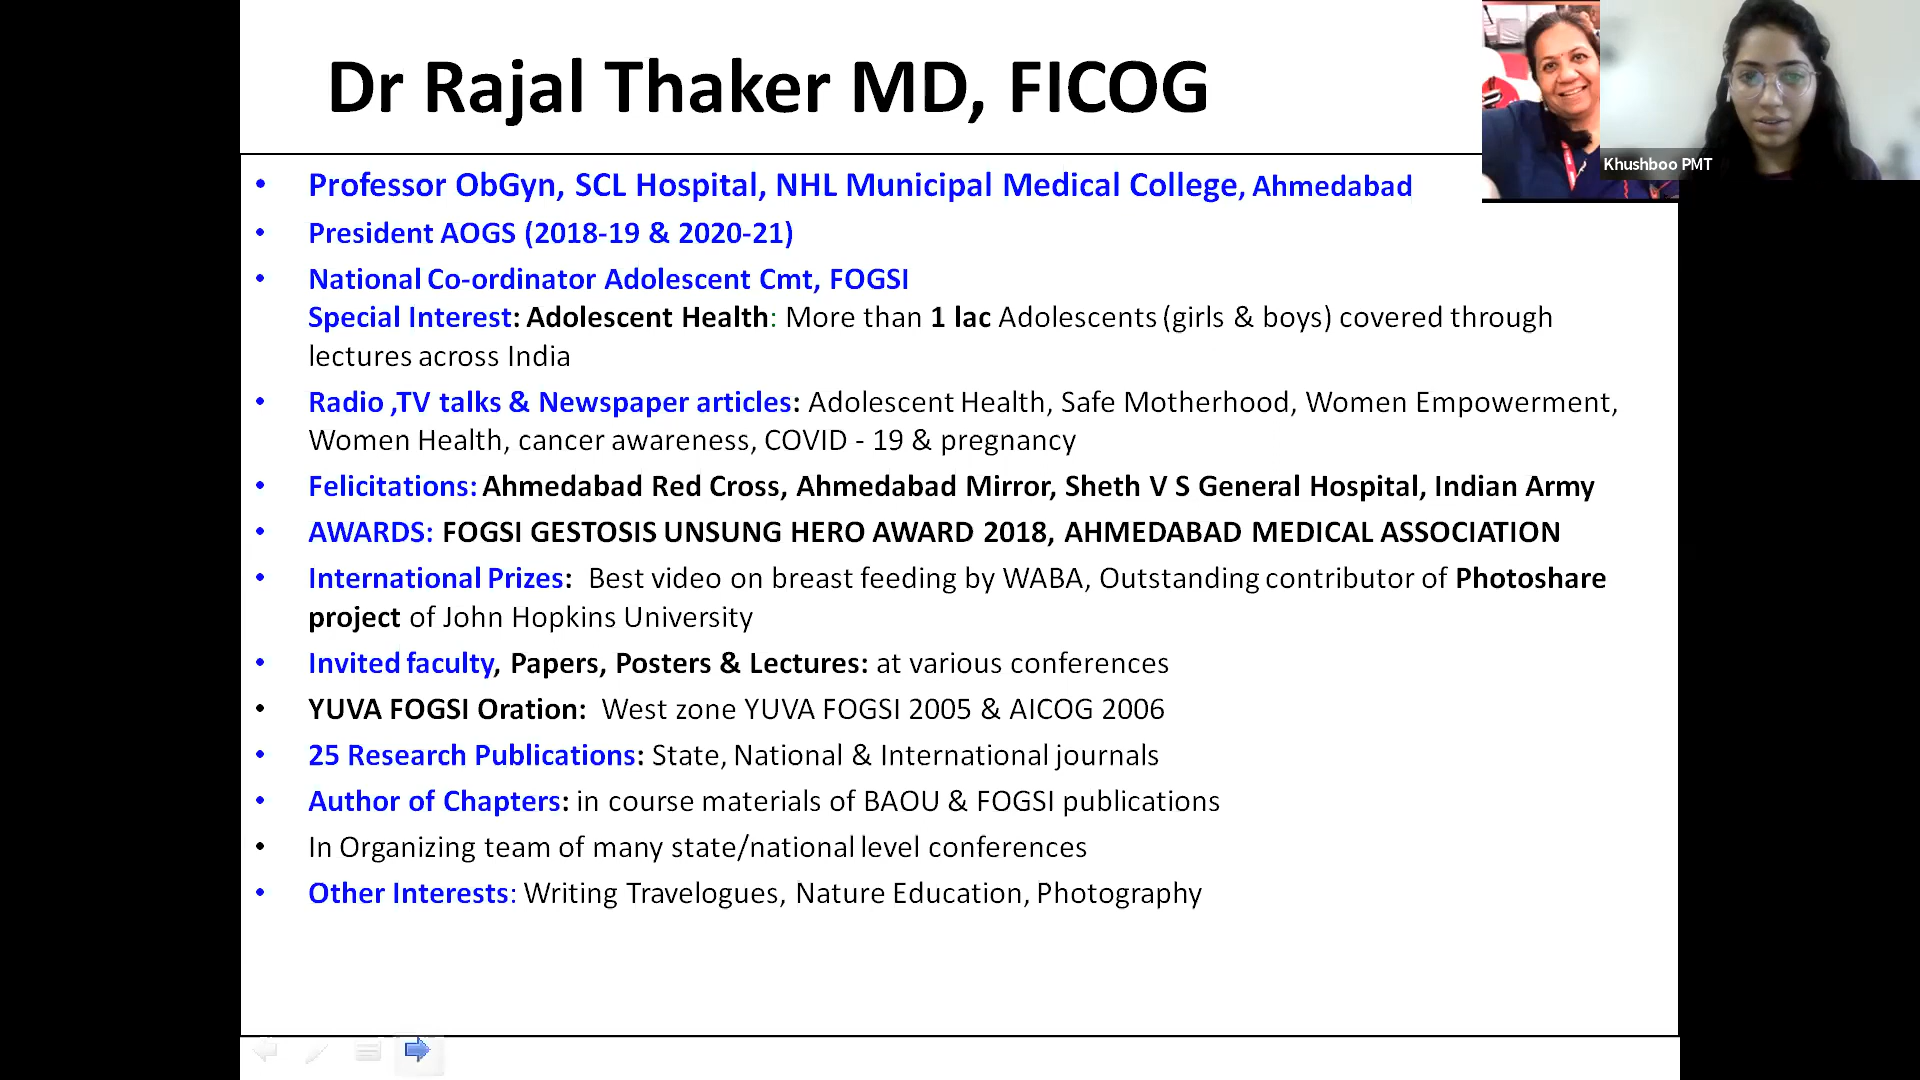 Dr Rajal Thaker MD, FICOG
Khushboo PMT
• Professor ObGyn, SCL Hospital, NHL Municipal Medical College, Ahmedabad
• President AOGS (2018-19 & 2020-21)
• National Co-ordinator Adolescent Cmt, FOGSI
Special Interest: Adolescent Health: More than 1 lac Adolescents (girls & boys) covered through
lectures across India
• Radio ,TV talks & Newspaper articles: Adolescent Health, Safe Motherhood, Women Empowerment,
Women Health, cancer awareness, COVID - 19 & pregnancy
• Felicitations: Ahmedabad Red Cross, Ahmedabad Mirror, Sheth V S General Hospital, Indian Army
• AWARDS: FOGSI GESTOSIS UNSUNG HERO AWARD 2018, AHMEDABAD MEDICAL ASSOCIATION
• International Prizes: Best video on breast feeding by WABA, Outstanding contributor of Photoshare
project of John Hopkins University
• Invited faculty, Papers, Posters & Lectures: at various conferences
• YUVA FOGSI Oration: West zone YUVA FOGSI 2005 & AICOG 2006
• 25 Research Publications: State, National & International journals
• Author of Chapters: in course materials of BAOU & FOGSI publications
• In Organizing team of many state/national level conferences
• Other Interests: Writing Travelogues, Nature Education, Photography